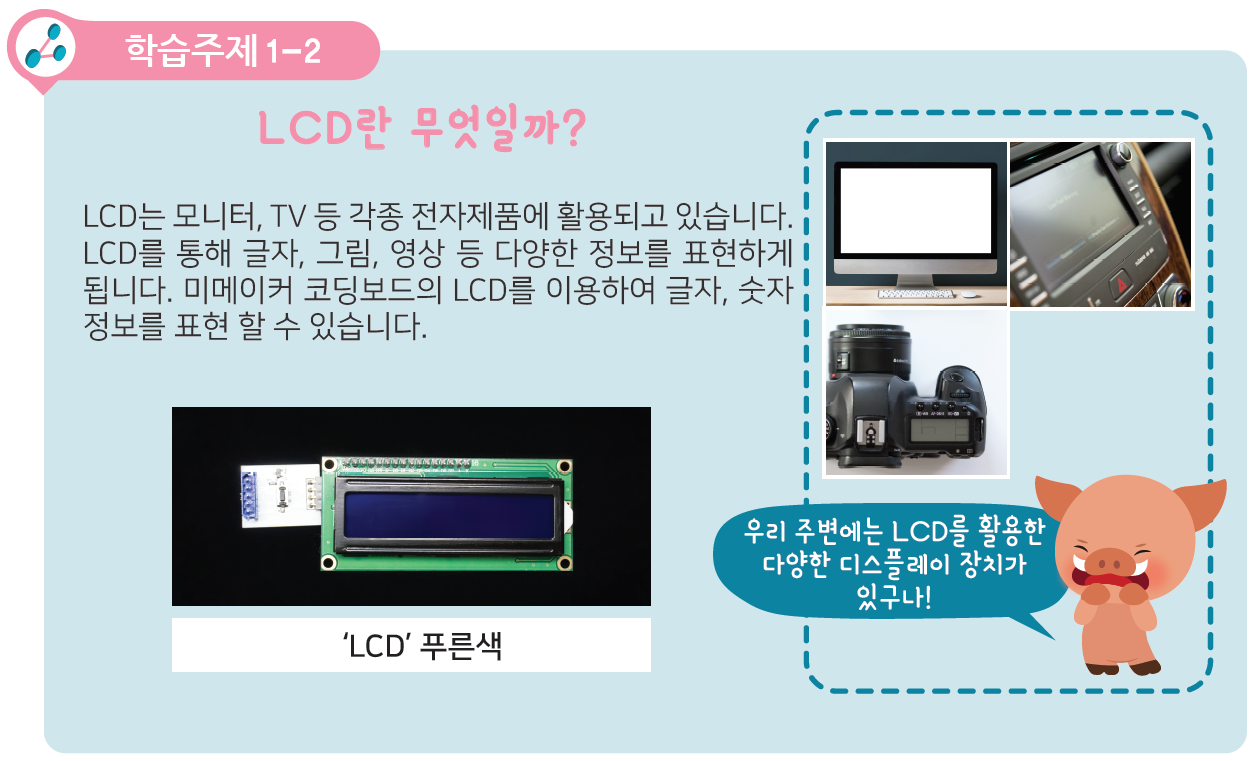 학습주제 1-2
LCD란 무엇일까?
LCD는 모니터, TV 등 각종 전자제품에 활용되고 있습니다.
LCD를 통해 글자, 그림, 영상 등 다양한 정보를 표현하게
됩니다. 미메이커 코딩보드의 LCD를 이용하여 글자, 숫자
정보를 표현 할 수 있습니다.
‘LCD’ 푸른색
우리 주변에는 LCD를 활용한
다양한 디스플레이 장치가
있구나!